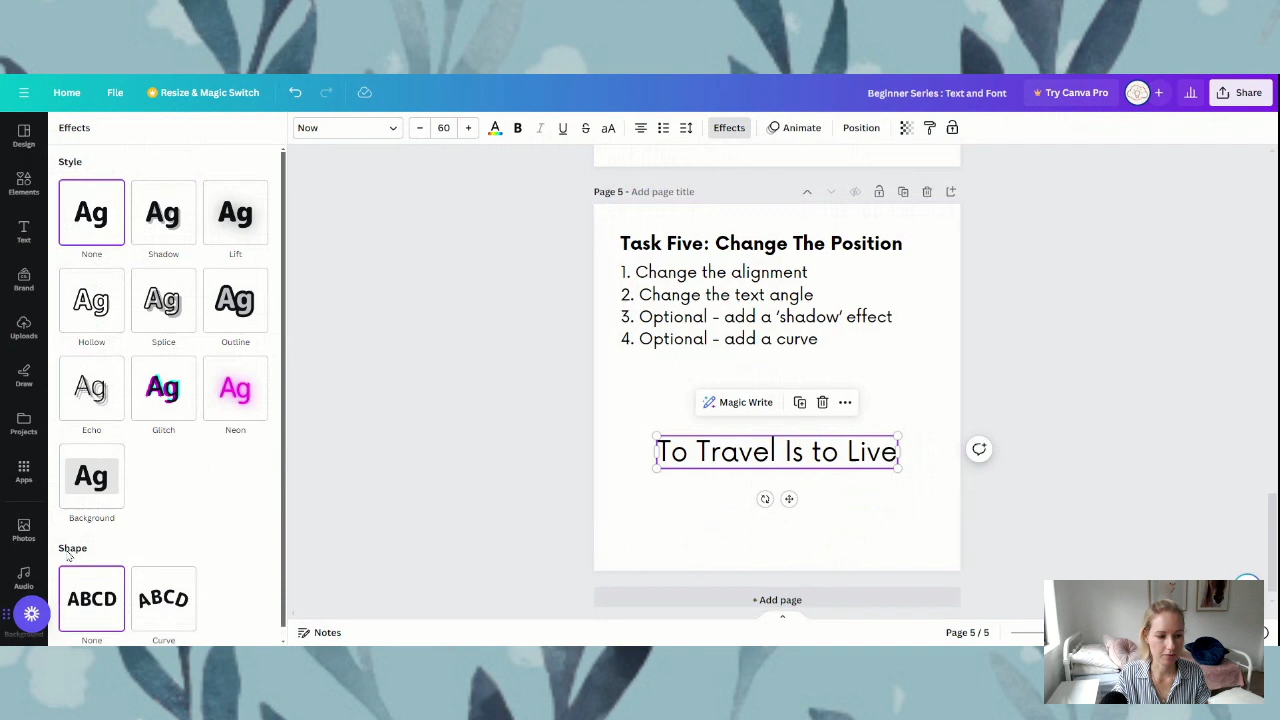 Home File Resize & Magic Switch Beginner Series : Text and Font Try Canva Pro Share
Design
Elements
Text
Brand
Uploads
Draw
Projects
Apps
Photos
Audio
Background
Effects
Style
Ag Ag Ag
None Shadow Lift
Ag Ag Ag
Hollow Splice Outline
Ag Ag Ag
Echo Glitch Neon
Ag
Background
Shape
ABCD ABCD
None Curve
Now 60 A B I U S aA Effects Animate Position
Page 5 - Add page title
Task Five: Change The Position
1. Change the alignment
2. Change the text angle
3. Optional - add a ‘shadow’ effect
4. Optional - add a curve
Magic Write
To Travel Is to Live
+ Add page
Notes Page 5 / 5